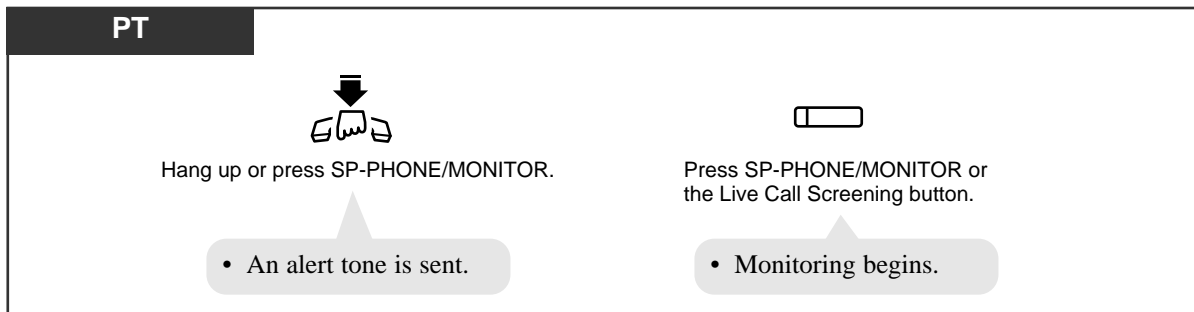 PT
Hang up or press SP-PHONE/MONITOR.
• An alert tone is sent.
Press SP-PHONE/MONITOR or
the Live Call Screening button.
• Monitoring begins.